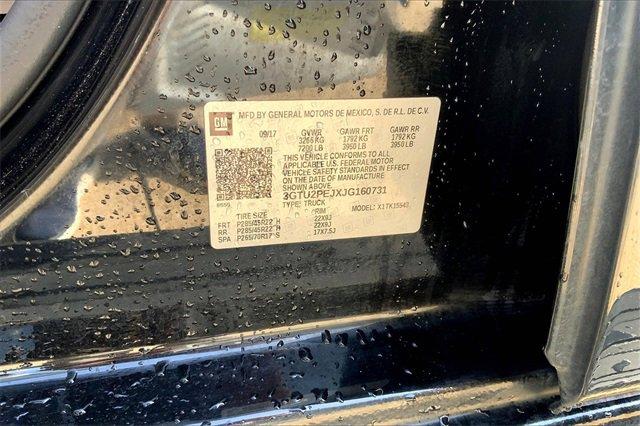 GM MFD BY GENERAL MOTORS DE MEXICO, S. DE R.L. DE C.V.
09/17 GVWR GAWR FRT GAWR RR
3266 KG 1792 KG 1792 KG
7200 LB 3950 LB 3950 LB
THIS VEHICLE CONFORMS TO ALL
APPLICABLE U.S. FEDERAL MOTOR
VEHICLE SAFETY STANDARDS IN EFFECT
ON THE DATE OF MANUFACTURE
SHOWN ABOVE.
3GTU2PEJXJG160731
TYPE: TRUCK MODEL: X1TK15543
TIRE SIZE RIM
FRT P285/45R22 H 22X9J
RR P285/45R22 H 22X9J
SPA P265/70R17 S 17X7.5J